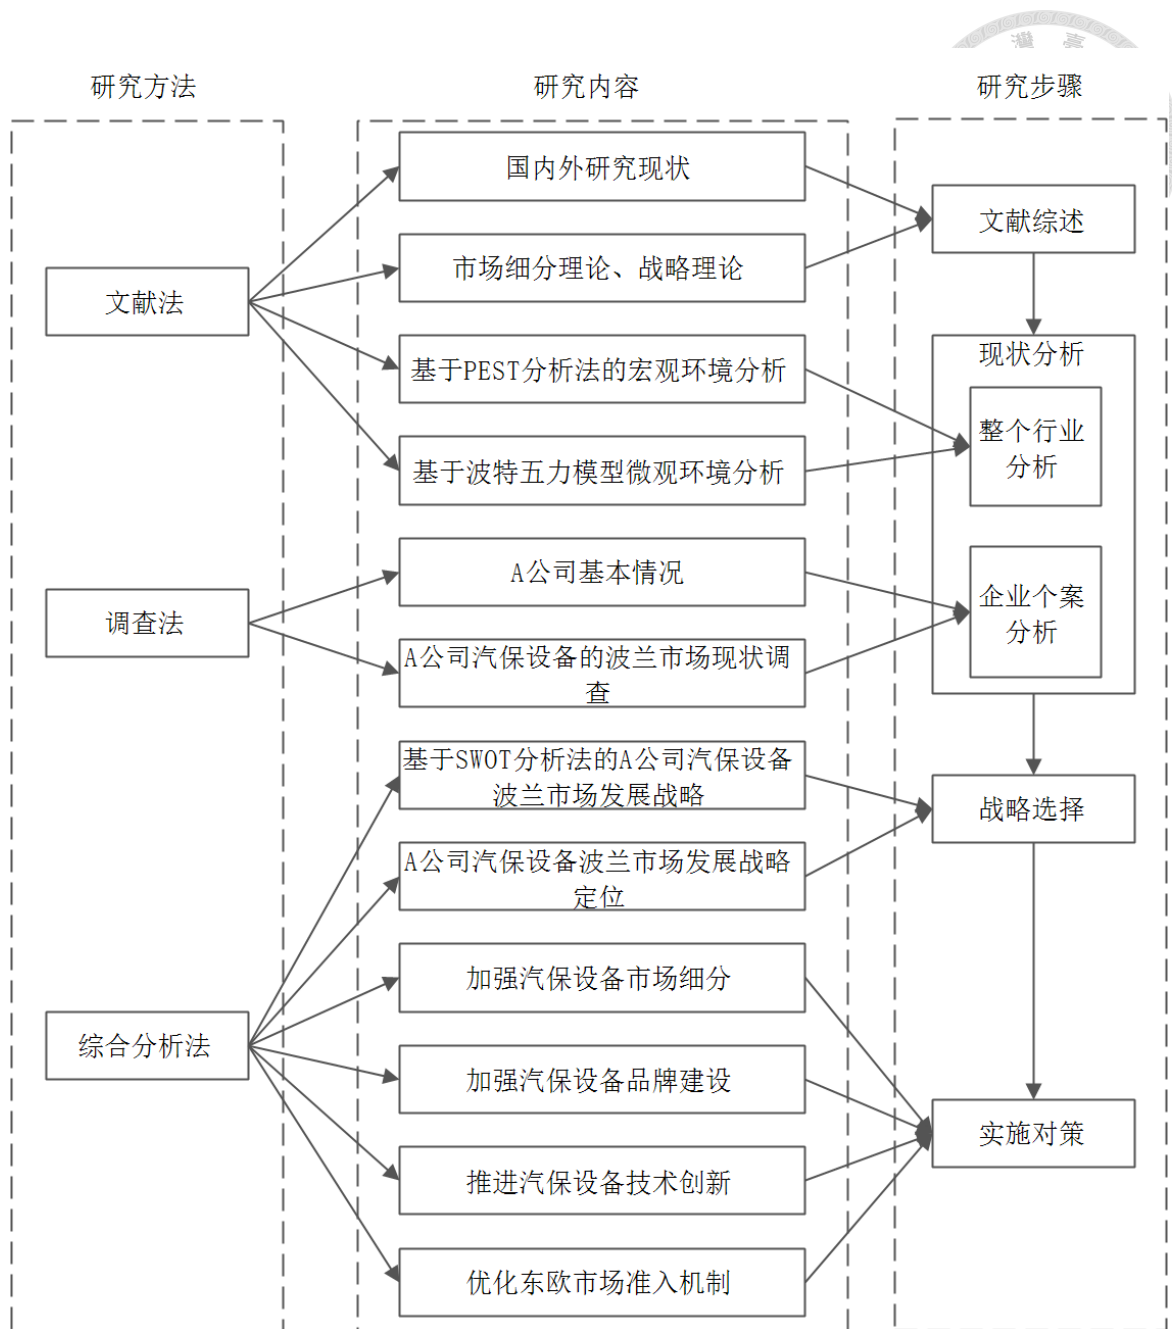 灣 臺
研究方法
研究内容
研究步骤
文献法
调查法
综合分析法
国内外研究现状
市场细分理论、战略理论
基于PEST分析法的宏观环境分析
基于波特五力模型微观环境分析
A公司基本情况
A公司汽保设备的波兰市场现状调
查
基于SWOT分析法的A公司汽保设备
波兰市场发展战略
A公司汽保设备波兰市场发展战略
定位
加强汽保设备市场细分
加强汽保设备品牌建设
推进汽保设备技术创新
优化东欧市场准入机制
文献综述
现状分析
整个行业
分析
企业个案
分析
战略选择
实施对策